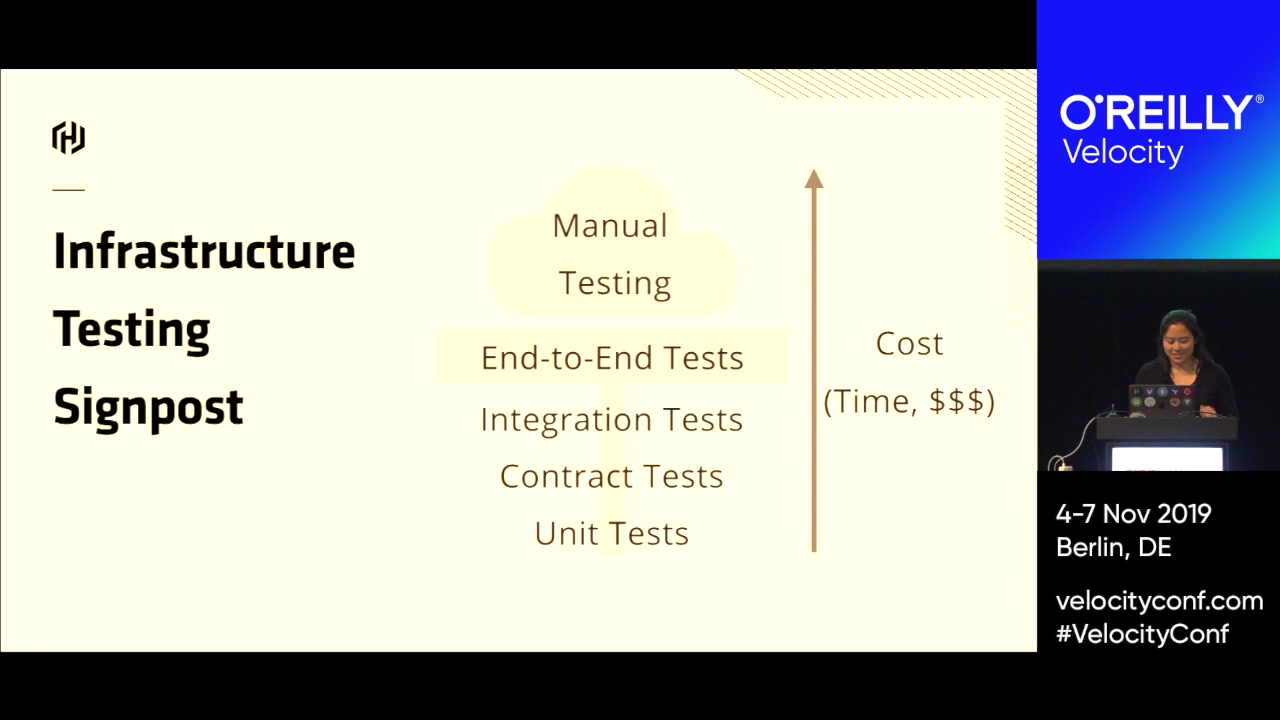 Infrastructure
Testing
Signpost
Manual
Testing
End-to-End Tests
Integration Tests
Contract Tests
Unit Tests
Cost
(Time, $$$)
O'REILLY®
Velocity
4-7 Nov 2019
Berlin, DE
velocityconf.com
#VelocityConf